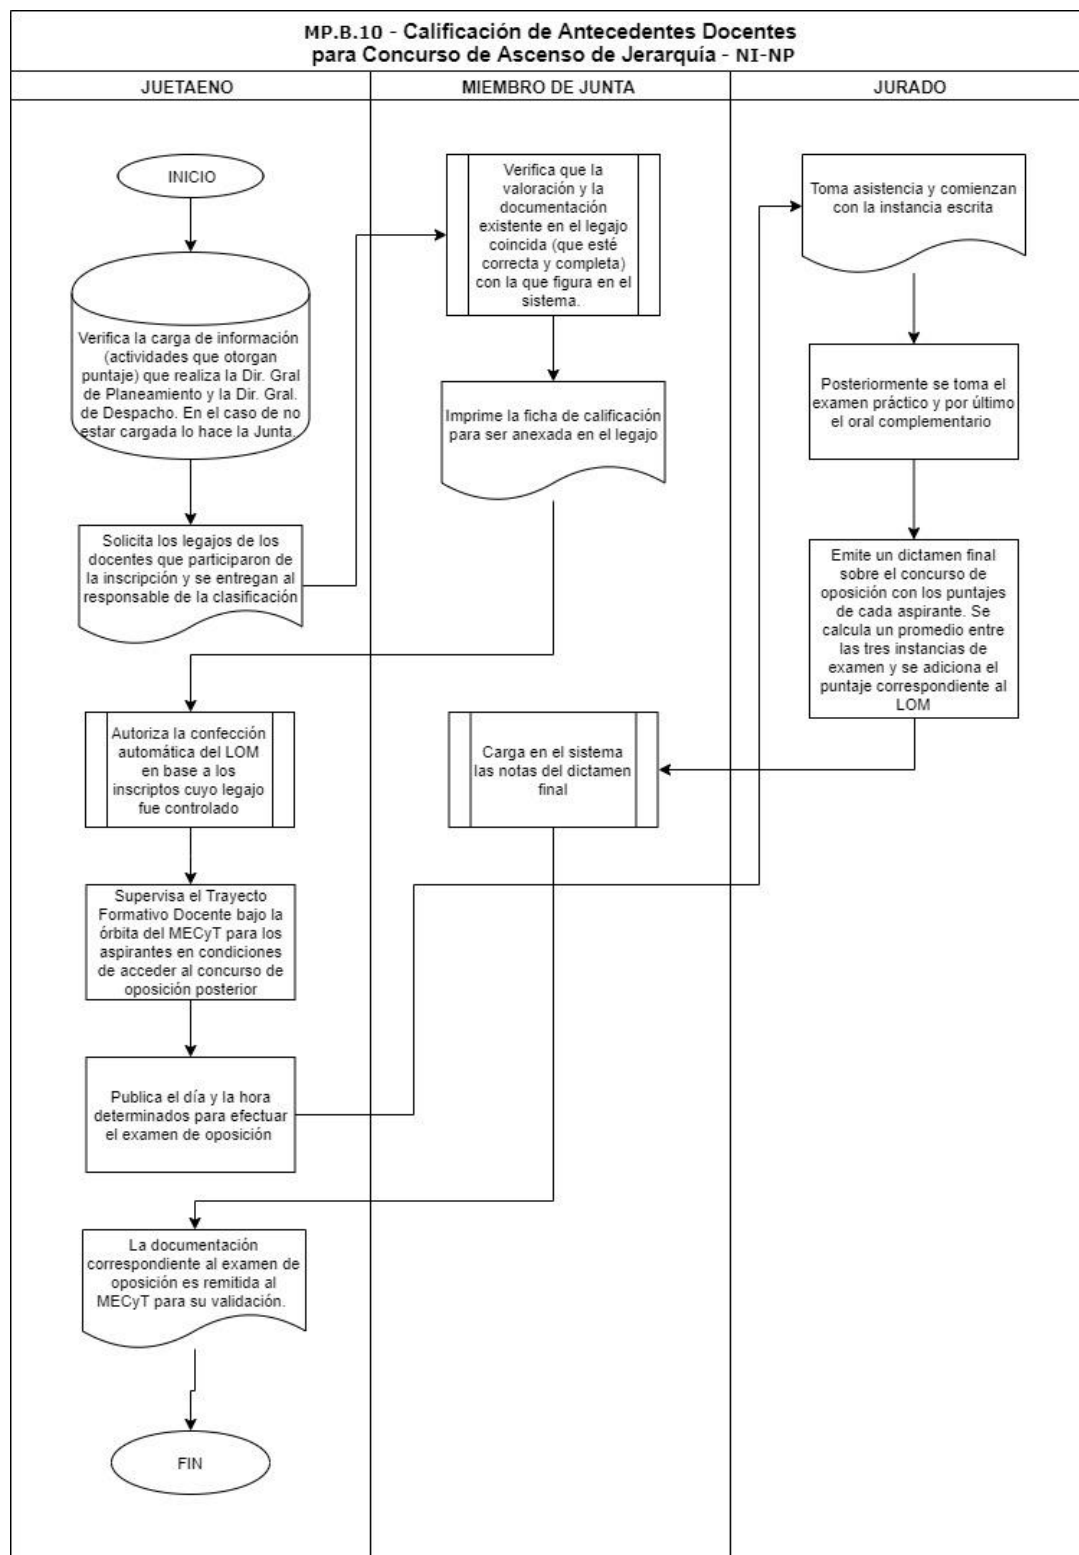 MP.B.10 - Calificación de Antecedentes Docentes
para Concurso de Ascenso de Jerarquía - NI-NP
JUETAENO
MIEMBRO DE JUNTA
JURADO
INICIO
Verifica la carga de información
(actividades que otorgan
puntaje) que realiza la Dir. Gral
de Planeamiento y la Dir. Gral.
de Despacho. En el caso de no
estar cargada lo hace la Junta.
Solicita los legajos de los
docentes que participaron de
la inscripción y se entregan al
responsable de la clasificación
Verifica que la
valoración y la
documentación
existente en el legajo
coincida (que esté
correcta y completa)
con la que figura en el
sistema.
Imprime la ficha de calificación
para ser anexada en el legajo
Autoriza la confección
automática del LOM
en base a los
inscriptos cuyo legajo
fue controlado
Supervisa el Trayecto
Formativo Docente bajo la
órbita del MECyT para los
aspirantes en condiciones
de acceder al concurso de
oposición posterior
Publica el día y la hora
determinados para efectuar
el examen de oposición
Toma asistencia y comienzan
con la instancia escrita
Posteriormente se toma el
examen práctico y por último
el oral complementario
Emite un dictamen final
sobre el concurso de
oposición con los puntajes
de cada aspirante. Se
calcula un promedio entre
las tres instancias de
examen y se adiciona el
puntaje correspondiente al
LOM
Carga en el sistema
las notas del dictamen
final
La documentación
correspondiente al examen de
oposición es remitida al
MECyT para su validación.
FIN